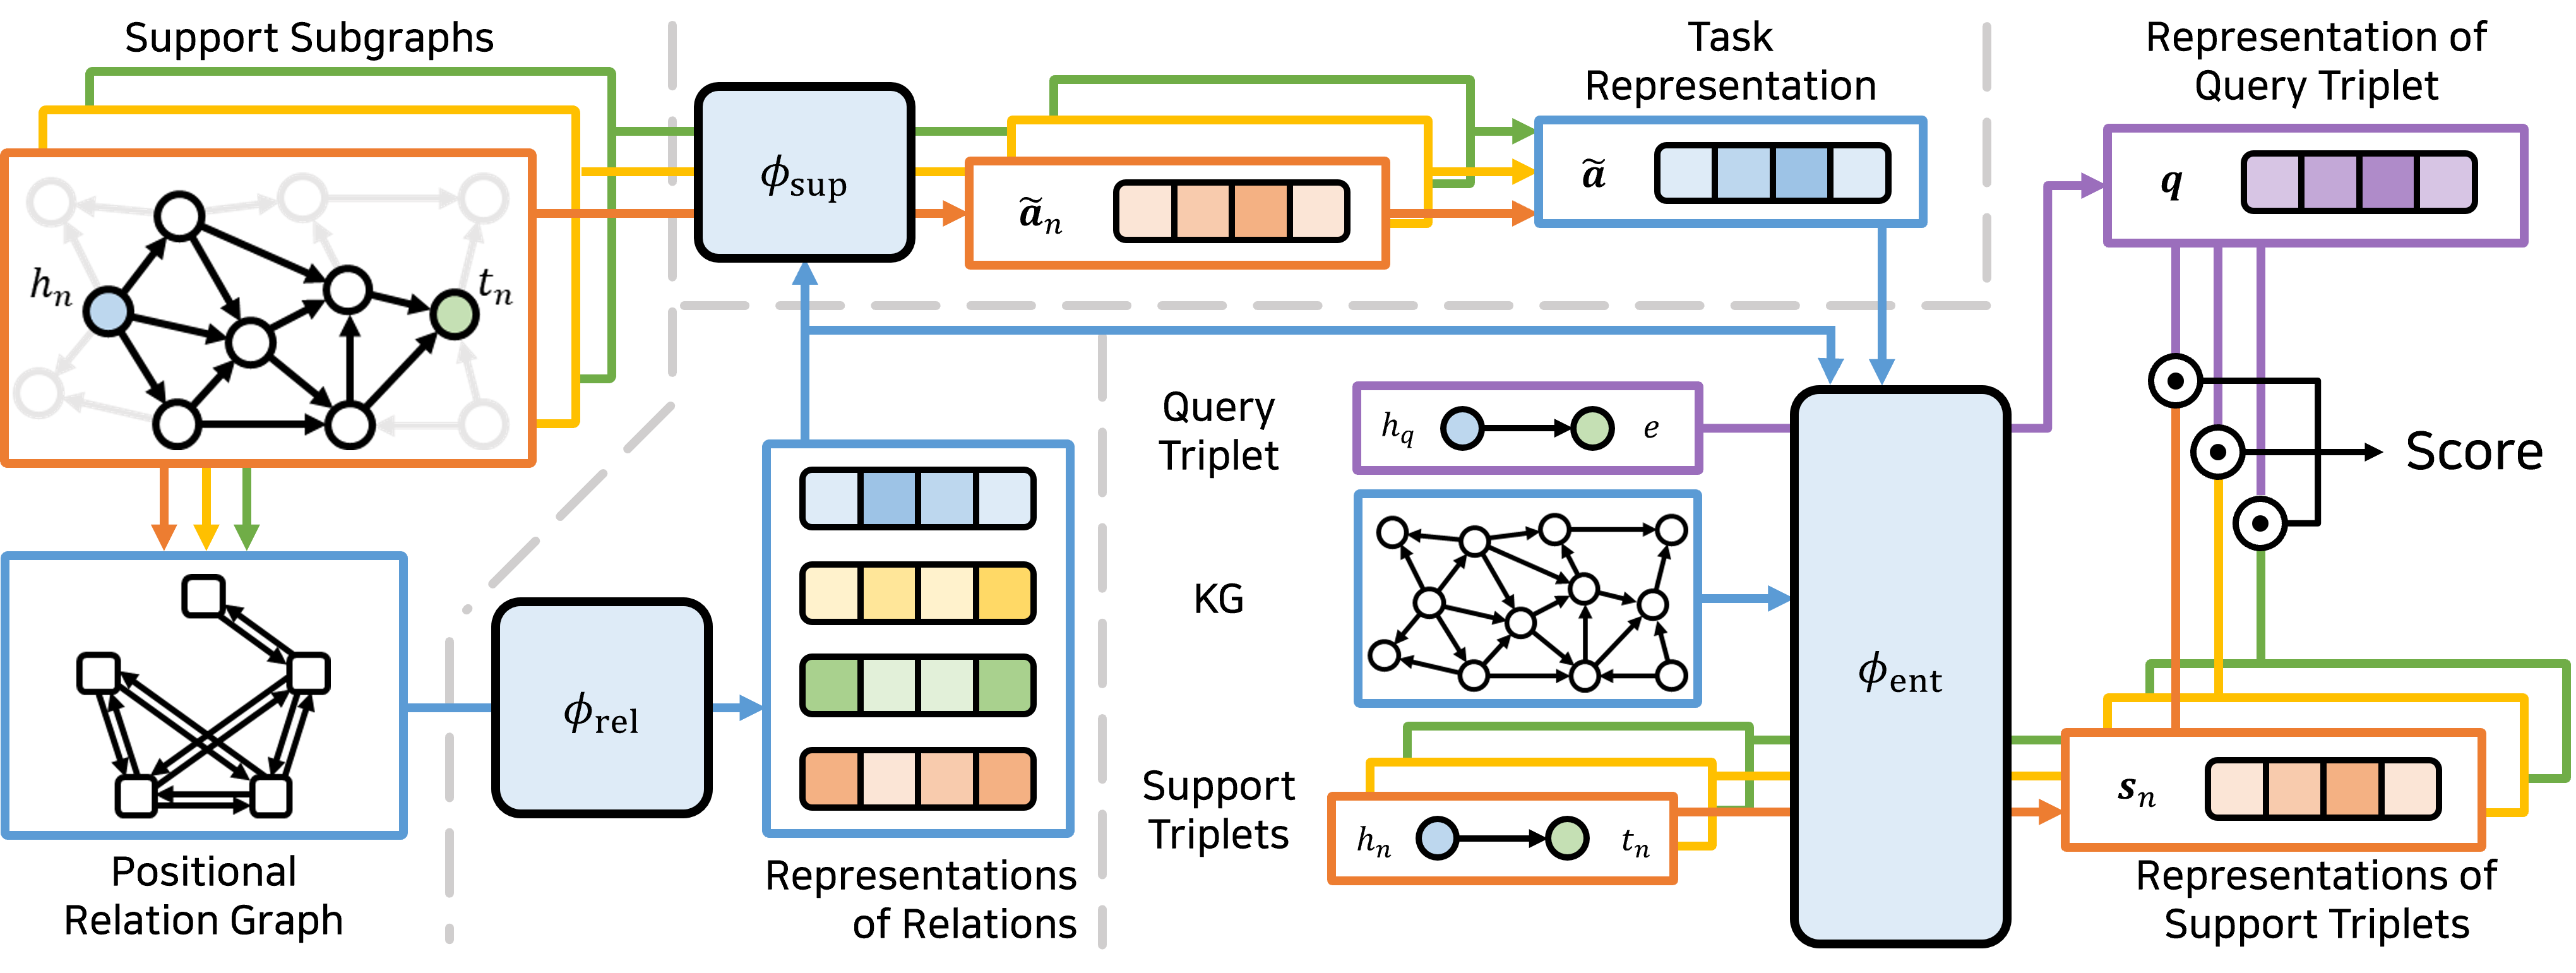 Support Subgraphs
h_n
t_n
Positional
Relation Graph
ϕ_sup
ã_n
Task
Representation
ã
ϕ_rel
Representations
of Relations
Query
Triplet
h_q
e
KG
Support
Triplets
h_n
t_n
ϕ_ent
Representation of
Query Triplet
q
Score
s_n
Representations of
Support Triplets